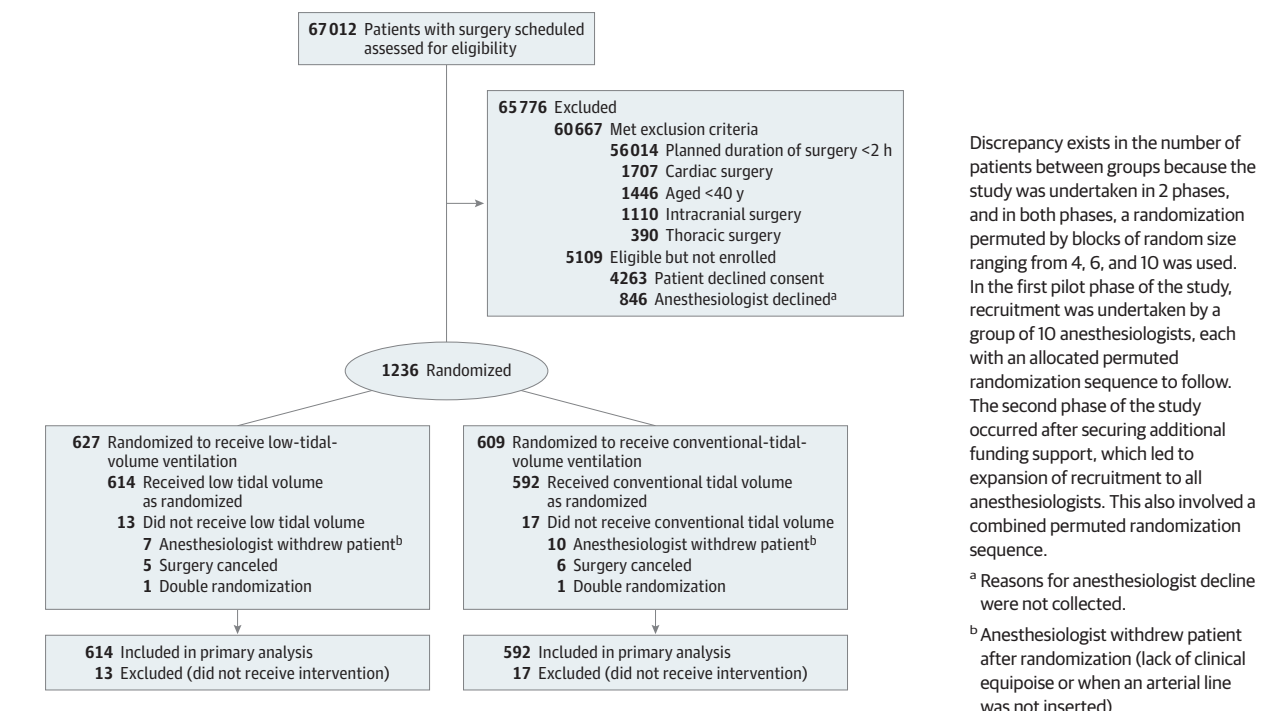 67 012 Patients with surgery scheduled
assessed for eligibility
65 776 Excluded
60 667 Met exclusion criteria
56 014 Planned duration of surgery <2 h
1707 Cardiac surgery
1446 Aged <40 y
1110 Intracranial surgery
390 Thoracic surgery
5109 Eligible but not enrolled
4263 Patient declined consent
846 Anesthesiologist declinedᵃ
1236 Randomized
627 Randomized to receive low-tidal-
volume ventilation
614 Received low tidal volume
as randomized
13 Did not receive low tidal volume
7 Anesthesiologist withdrew patientᵇ
5 Surgery canceled
1 Double randomization
609 Randomized to receive conventional-tidal-
volume ventilation
592 Received conventional tidal volume
as randomized
17 Did not receive conventional tidal volume
10 Anesthesiologist withdrew patientᵇ
6 Surgery canceled
1 Double randomization
614 Included in primary analysis
13 Excluded (did not receive intervention)
592 Included in primary analysis
17 Excluded (did not receive intervention)
Discrepancy exists in the number of
patients between groups because the
study was undertaken in 2 phases,
and in both phases, a randomization
permuted by blocks of random size
ranging from 4, 6, and 10 was used.
In the first pilot phase of the study,
recruitment was undertaken by a
group of 10 anesthesiologists, each
with an allocated permuted
randomization sequence to follow.
The second phase of the study
occurred after securing additional
funding support, which led to
expansion of recruitment to all
anesthesiologists. This also involved a
combined permuted randomization
sequence.
ᵃ Reasons for anesthesiologist decline
were not collected.
ᵇ Anesthesiologist withdrew patient
after randomization (lack of clinical
equipoise or when an arterial line
was not inserted)